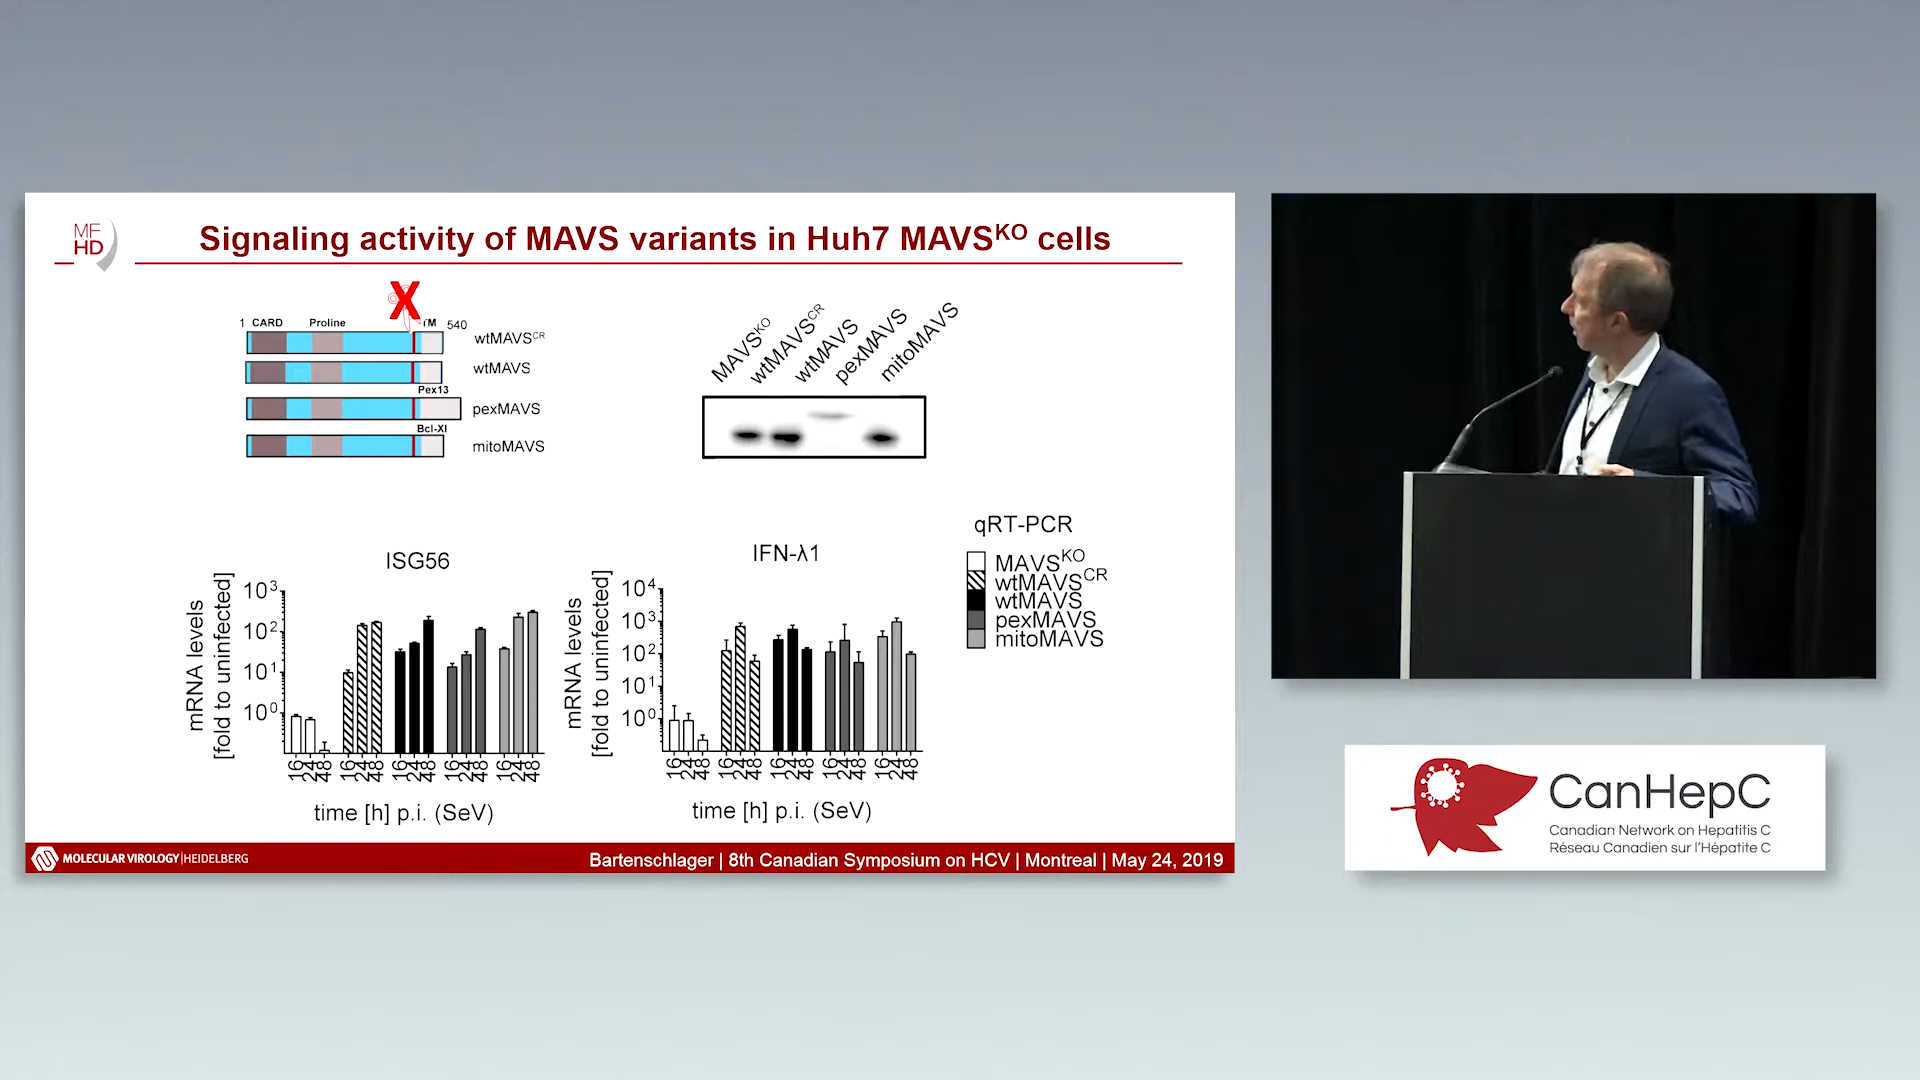 MF
HD
Signaling activity of MAVS variants in Huh7 MAVSKO cells
1 CARD Proline TM 540
wtMAVSCR
wtMAVS
Pex13
pexMAVS
Bcl-Xl
mitoMAVS
MAVSKO
wtMAVSCR
wtMAVS
pexMAVS
mitoMAVS
ISG56
mRNA levels
[fold to uninfected]
10³
10²
10¹
10⁰
16 24 48 16 24 48 16 24 48 16 24 48 16 24 48
time [h] p.i. (SeV)
IFN-λ1
mRNA levels
[fold to uninfected]
10⁴
10³
10²
10¹
10⁰
16 24 48 16 24 48 16 24 48 16 24 48 16 24 48
time [h] p.i. (SeV)
qRT-PCR
MAVSKO
wtMAVSCR
wtMAVS
pexMAVS
mitoMAVS
MOLECULAR VIROLOGY|HEIDELBERG
Bartenschlager | 8th Canadian Symposium on HCV | Montreal | May 24, 2019
CanHepC
Canadian Network on Hepatitis C
Réseau Canadien sur l'Hépatite C